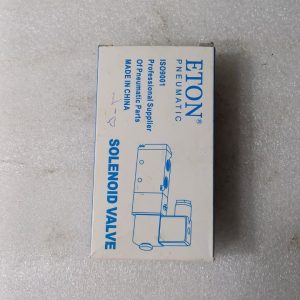 ETON®
PNEUMATIC
ISO9001
Professional Supplier
Of Pneumatic Parts
MADE IN CHINA
SOLENOID VALVE